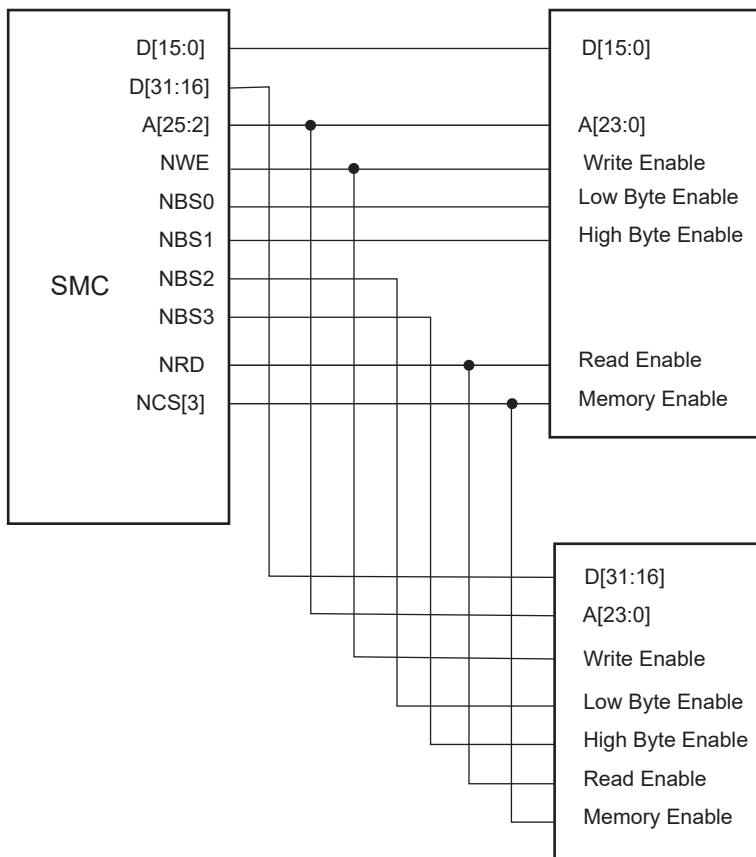 D[15:0]
D[31:16]
A[25:2]
NWE
NBS0
NBS1
NBS2
NBS3
NRD
NCS[3]
SMC
D[15:0]
A[23:0]
Write Enable
Low Byte Enable
High Byte Enable
Read Enable
Memory Enable
D[31:16]
A[23:0]
Write Enable
Low Byte Enable
High Byte Enable
Read Enable
Memory Enable